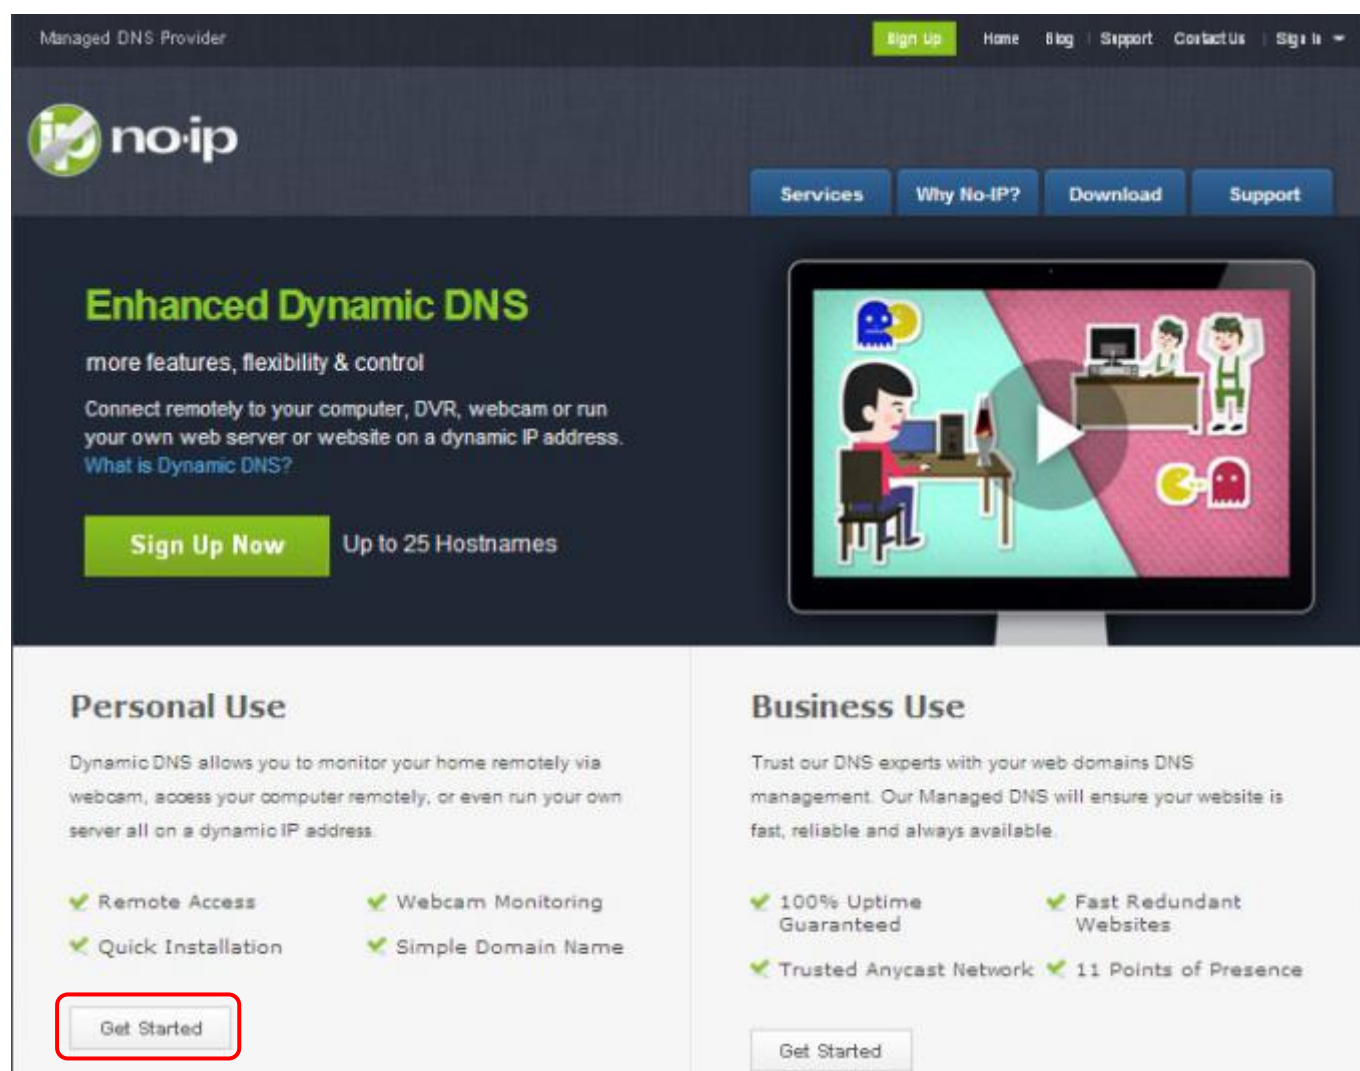 Managed DNS Provider
Sign Up Home Blog Support Contact Us Sign In
ip no·ip
Services Why No-IP? Download Support
Enhanced Dynamic DNS
more features, flexibility & control
Connect remotely to your computer, DVR, webcam or run
your own web server or website on a dynamic IP address.
What is Dynamic DNS?
Sign Up Now Up to 25 Hostnames
Personal Use
Dynamic DNS allows you to monitor your home remotely via
webcam, access your computer remotely, or even run your own
server all on a dynamic IP address.
Remote Access Webcam Monitoring
Quick Installation Simple Domain Name
Get Started
Business Use
Trust our DNS experts with your web domains DNS
management. Our Managed DNS will ensure your website is
fast, reliable and always available.
100% Uptime
Guaranteed
Fast Redundant
Websites
Trusted Anycast Network 11 Points of Presence
Get Started